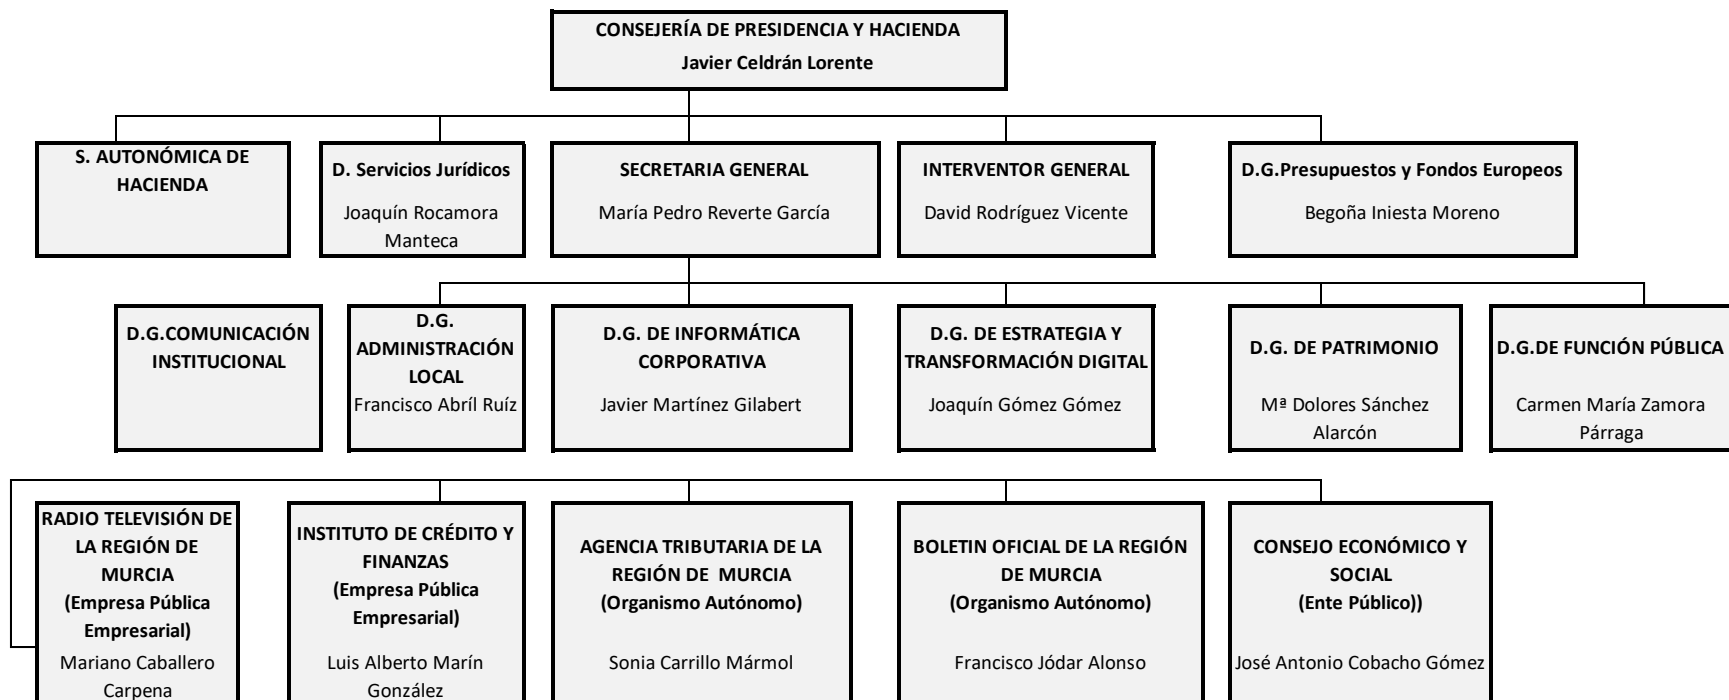 CONSEJERÍA DE PRESIDENCIA Y HACIENDA
Javier Celdrán Lorente
S. AUTONÓMICA DE
HACIENDA
D. Servicios Jurídicos
Joaquín Rocamora
Manteca
SECRETARIA GENERAL
María Pedro Reverte García
INTERVENTOR GENERAL
David Rodríguez Vicente
D.G.Presupuestos y Fondos Europeos
Begoña Iniesta Moreno
D.G.COMUNICACIÓN
INSTITUCIONAL
D.G.
ADMINISTRACIÓN
LOCAL
Francisco Abríl Ruíz
D.G. DE INFORMÁTICA
CORPORATIVA
Javier Martínez Gilabert
D.G. DE ESTRATEGIA Y
TRANSFORMACIÓN DIGITAL
Joaquín Gómez Gómez
D.G. DE PATRIMONIO
Mª Dolores Sánchez
Alarcón
D.G.DE FUNCIÓN PÚBLICA
Carmen María Zamora
Párraga
RADIO TELEVISIÓN DE
LA REGIÓN DE
MURCIA
(Empresa Pública
Empresarial)
Mariano Caballero
Carpena
INSTITUTO DE CRÉDITO Y
FINANZAS
(Empresa Pública
Empresarial)
Luis Alberto Marín
González
AGENCIA TRIBUTARIA DE LA
REGIÓN DE MURCIA
(Organismo Autónomo)
Sonia Carrillo Mármol
BOLETIN OFICIAL DE LA REGIÓN
DE MURCIA
(Organismo Autónomo)
Francisco Jódar Alonso
CONSEJO ECONÓMICO Y
SOCIAL
(Ente Público))
José Antonio Cobacho Gómez